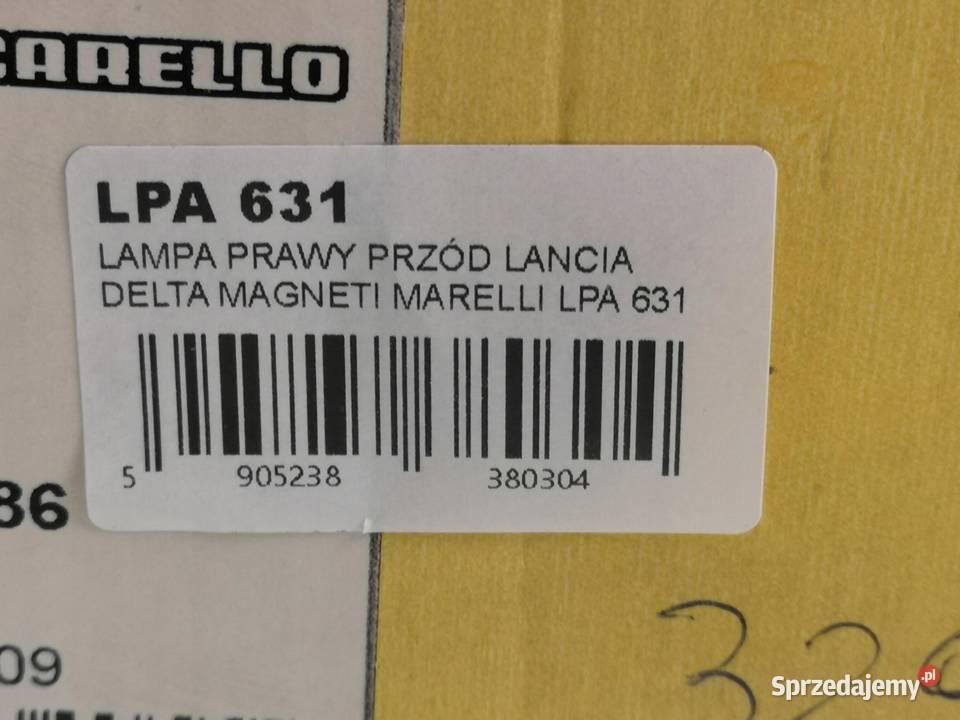 CARELLO
LPA 631
LAMPA PRAWY PRZÓD LANCIA
DELTA MAGNETI MARELLI LPA 631
5 905238 380304
86
09
32
Sprzedajemy.pl